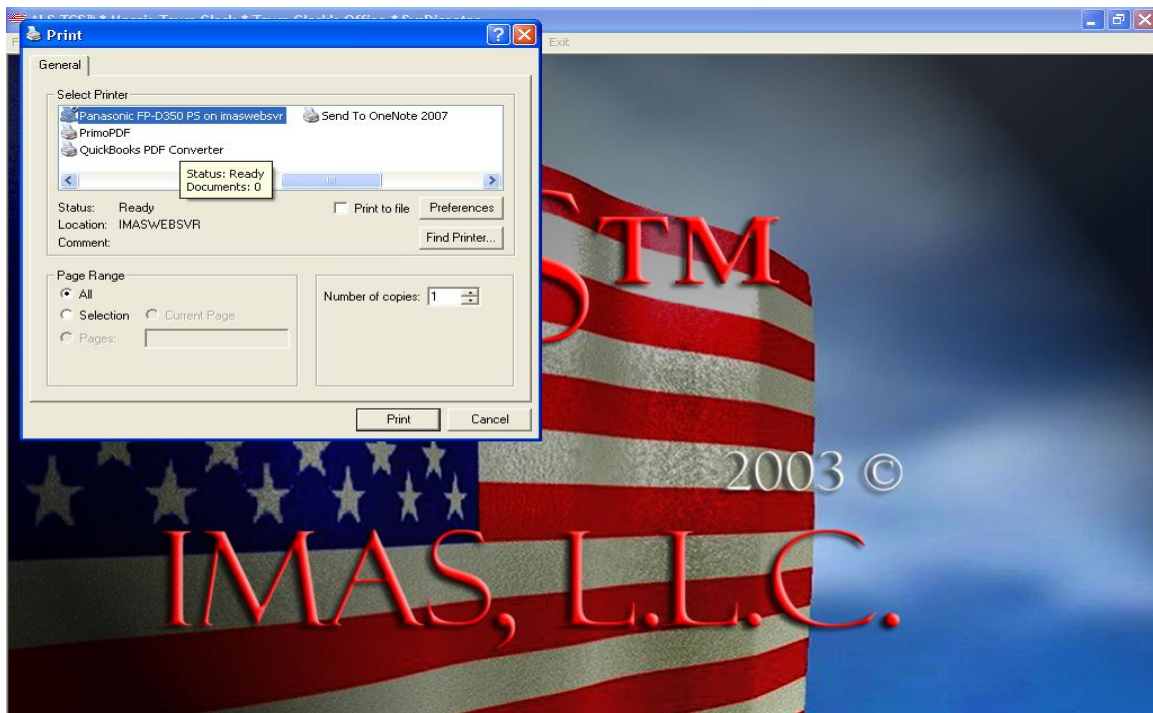 Print
Exit
General
Select Printer
Panasonic FP-D350 PS on imaswebsvr
Send To OneNote 2007
PrimoPDF
QuickBooks PDF Converter
Status: Ready
Documents: 0
Status: Ready
Print to file
Preferences
Location: IMASWEBSVR
Comment:
Find Printer...
Page Range
All
Number of copies: 1
Selection
Current Page
Pages:
Print
Cancel
TM
2003 ©
IMAS, L.L.C.